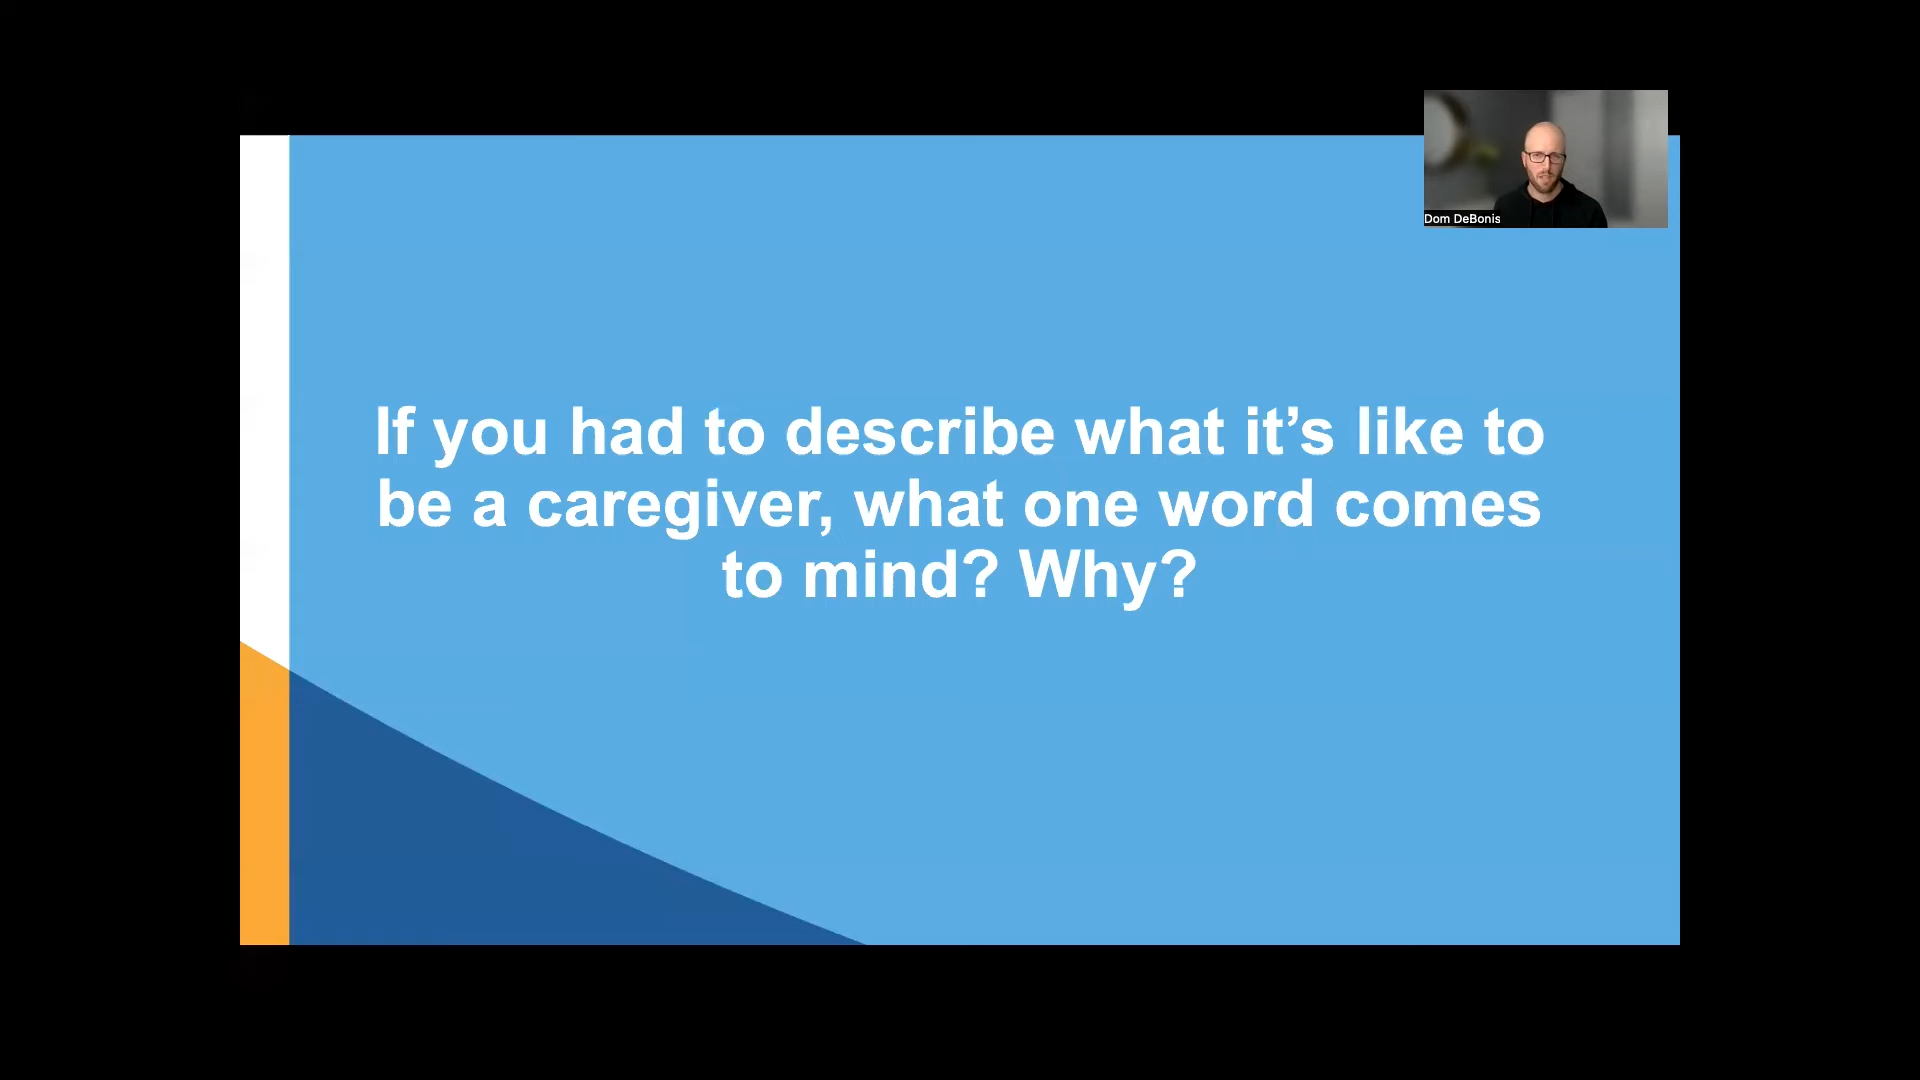 Dom DeBonis
If you had to describe what it’s like to
be a caregiver, what one word comes
to mind? Why?